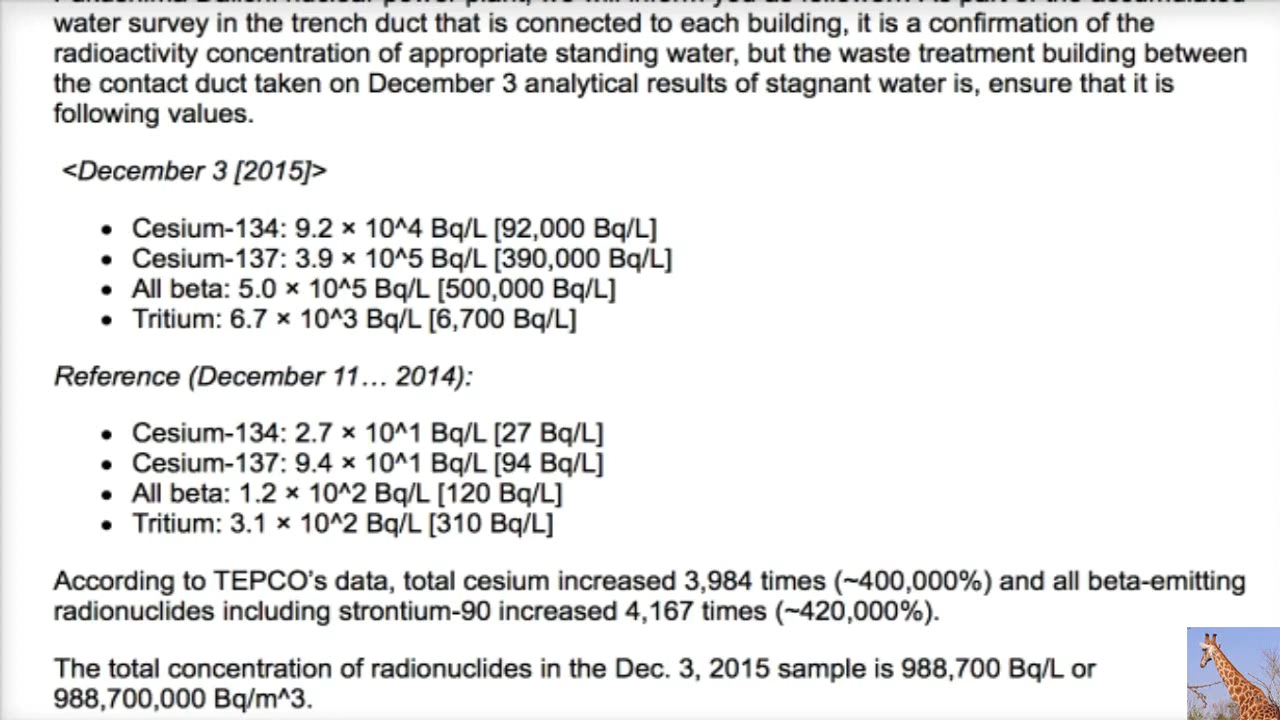 water survey in the trench duct that is connected to each building, it is a confirmation of the
radioactivity concentration of appropriate standing water, but the waste treatment building between
the contact duct taken on December 3 analytical results of stagnant water is, ensure that it is
following values.
<December 3 [2015]>
• Cesium-134: 9.2 × 10^4 Bq/L [92,000 Bq/L]
• Cesium-137: 3.9 × 10^5 Bq/L [390,000 Bq/L]
• All beta: 5.0 × 10^5 Bq/L [500,000 Bq/L]
• Tritium: 6.7 × 10^3 Bq/L [6,700 Bq/L]
Reference (December 11… 2014):
• Cesium-134: 2.7 × 10^1 Bq/L [27 Bq/L]
• Cesium-137: 9.4 × 10^1 Bq/L [94 Bq/L]
• All beta: 1.2 × 10^2 Bq/L [120 Bq/L]
• Tritium: 3.1 × 10^2 Bq/L [310 Bq/L]
According to TEPCO’s data, total cesium increased 3,984 times (~400,000%) and all beta-emitting
radionuclides including strontium-90 increased 4,167 times (~420,000%).
The total concentration of radionuclides in the Dec. 3, 2015 sample is 988,700 Bq/L or
988,700,000 Bq/m^3.